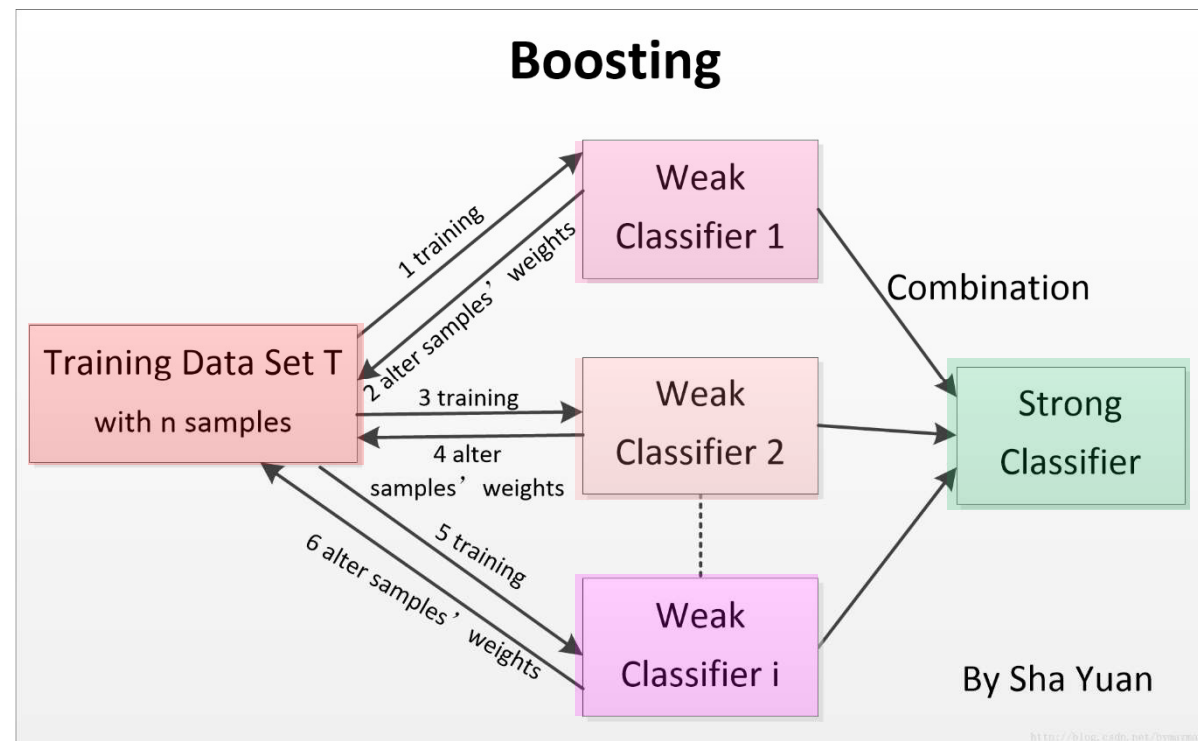 Boosting
Weak
Classifier 1
1 training
2 alter samples’ weights
Combination
Training Data Set T
with n samples
3 training
4 alter
samples’ weights
Weak
Classifier 2
Strong
Classifier
5 training
6 alter samples’ weights
Weak
Classifier i
By Sha Yuan